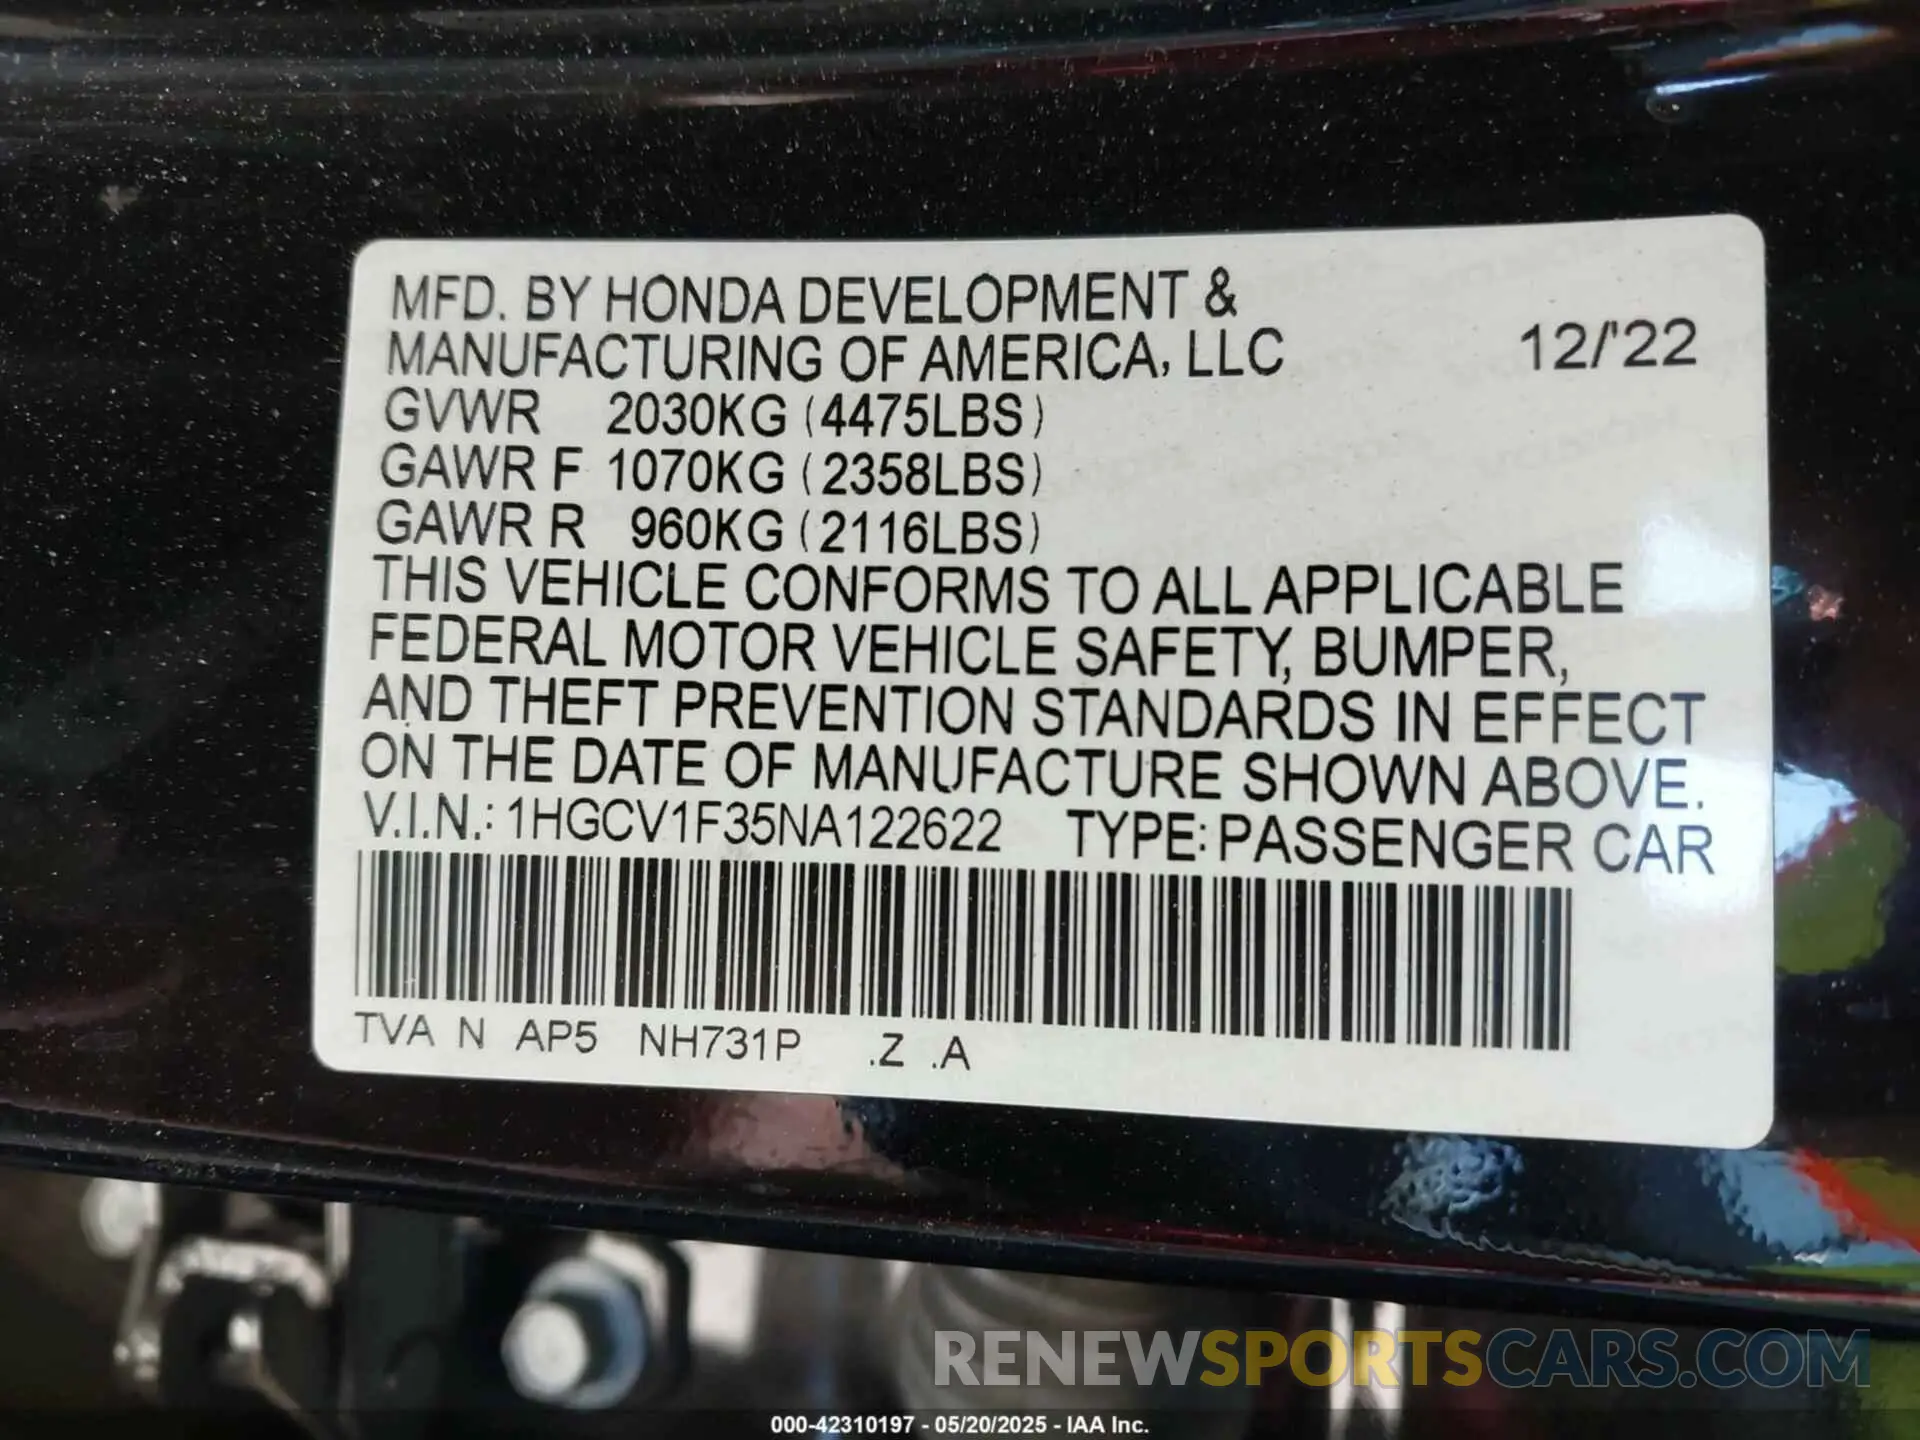 MFD. BY HONDA DEVELOPMENT &
MANUFACTURING OF AMERICA, LLC 12/'22
GVWR 2030KG (4475LBS)
GAWR F 1070KG (2358LBS)
GAWR R 960KG (2116LBS)
THIS VEHICLE CONFORMS TO ALL APPLICABLE
FEDERAL MOTOR VEHICLE SAFETY, BUMPER,
AND THEFT PREVENTION STANDARDS IN EFFECT
ON THE DATE OF MANUFACTURE SHOWN ABOVE.
V.I.N.: 1HGCV1F35NA122622 TYPE: PASSENGER CAR
TVA N AP5 NH731P .Z .A
RENEWSPORTSCARS.COM
000-42310197 - 05/20/2025 - IAA Inc.